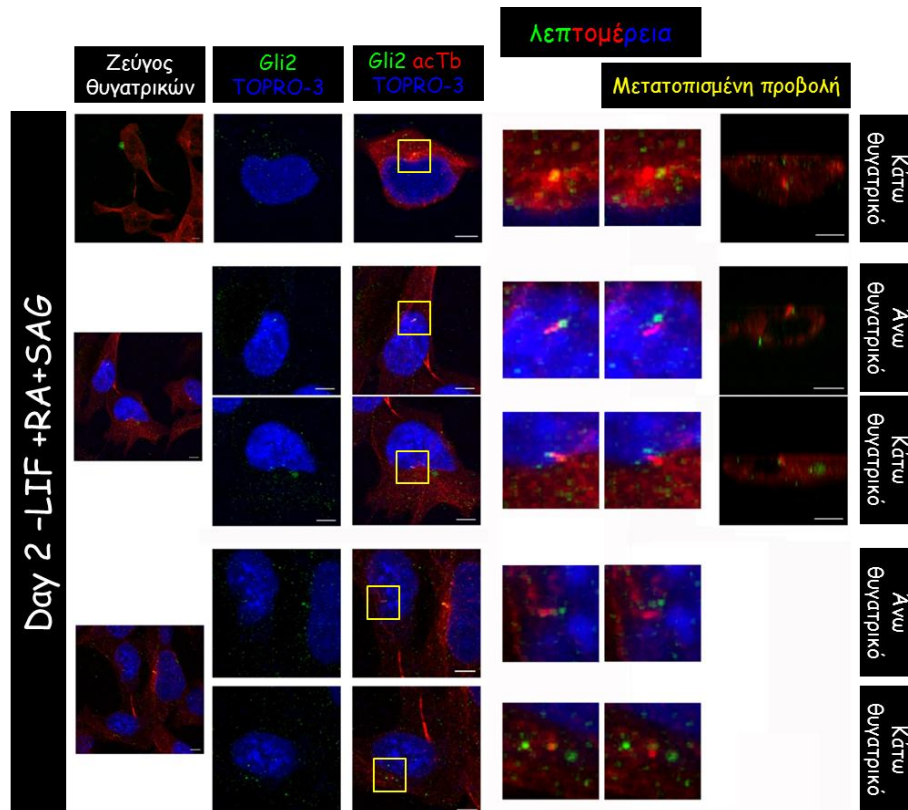 λεπτομέρεια
Ζεύγος
θυγατρικών
Gli2
TOPRO-3
Gli2 acTb
TOPRO-3
Μετατοπισμένη προβολή
Day 2 -LIF +RA+SAG
Κάτω
θυγατρικό
Άνω
θυγατρικό
Κάτω
θυγατρικό
Άνω
θυγατρικό
Κάτω
θυγατρικό